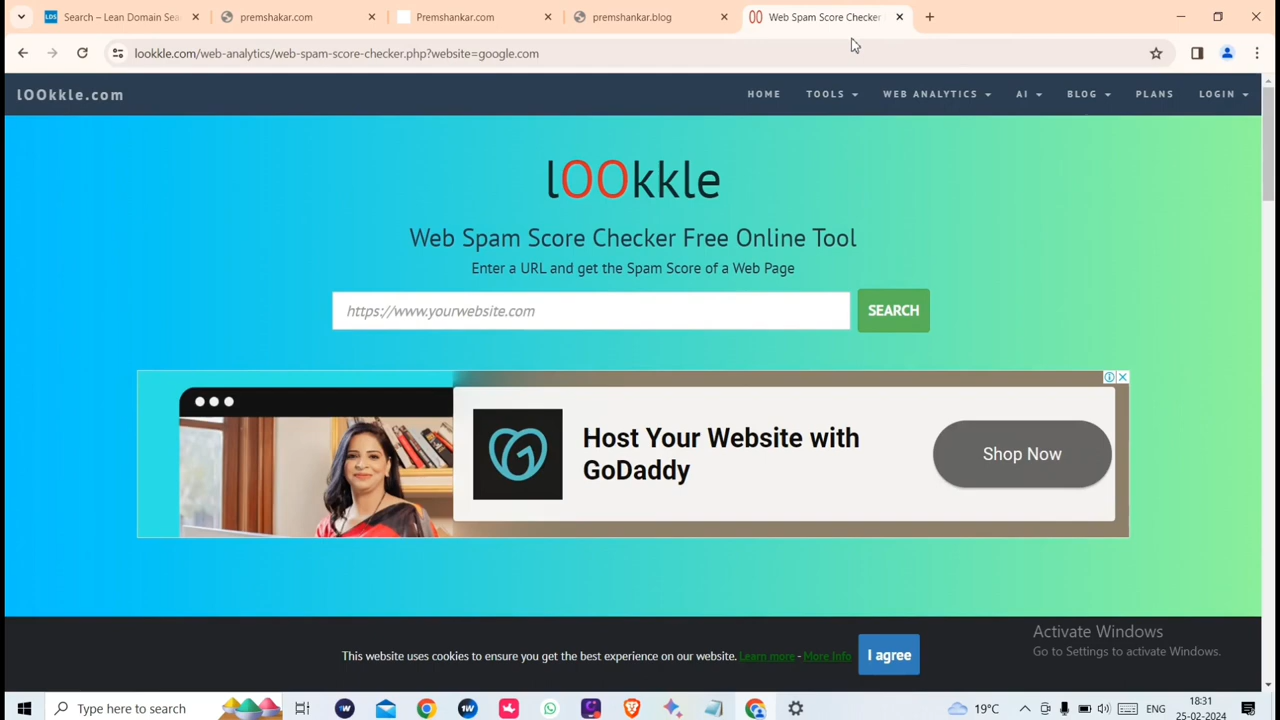 LDS Search – Lean Domain Sea
premshakar.com
Premshankar.com
premshankar.blog
Web Spam Score Checker
lookkle.com/web-analytics/web-spam-score-checker.php?website=google.com
lOOkkle.com
HOME TOOLS WEB ANALYTICS AI BLOG PLANS LOGIN
lOOkkle
Web Spam Score Checker Free Online Tool
Enter a URL and get the Spam Score of a Web Page
https://www.yourwebsite.com SEARCH
Host Your Website with
GoDaddy
Shop Now
This website uses cookies to ensure you get the best experience on our website. Learn more - More Info I agree
Activate Windows
Go to Settings to activate Windows.
Type here to search
19°C
ENG
18:31
25-02-2024